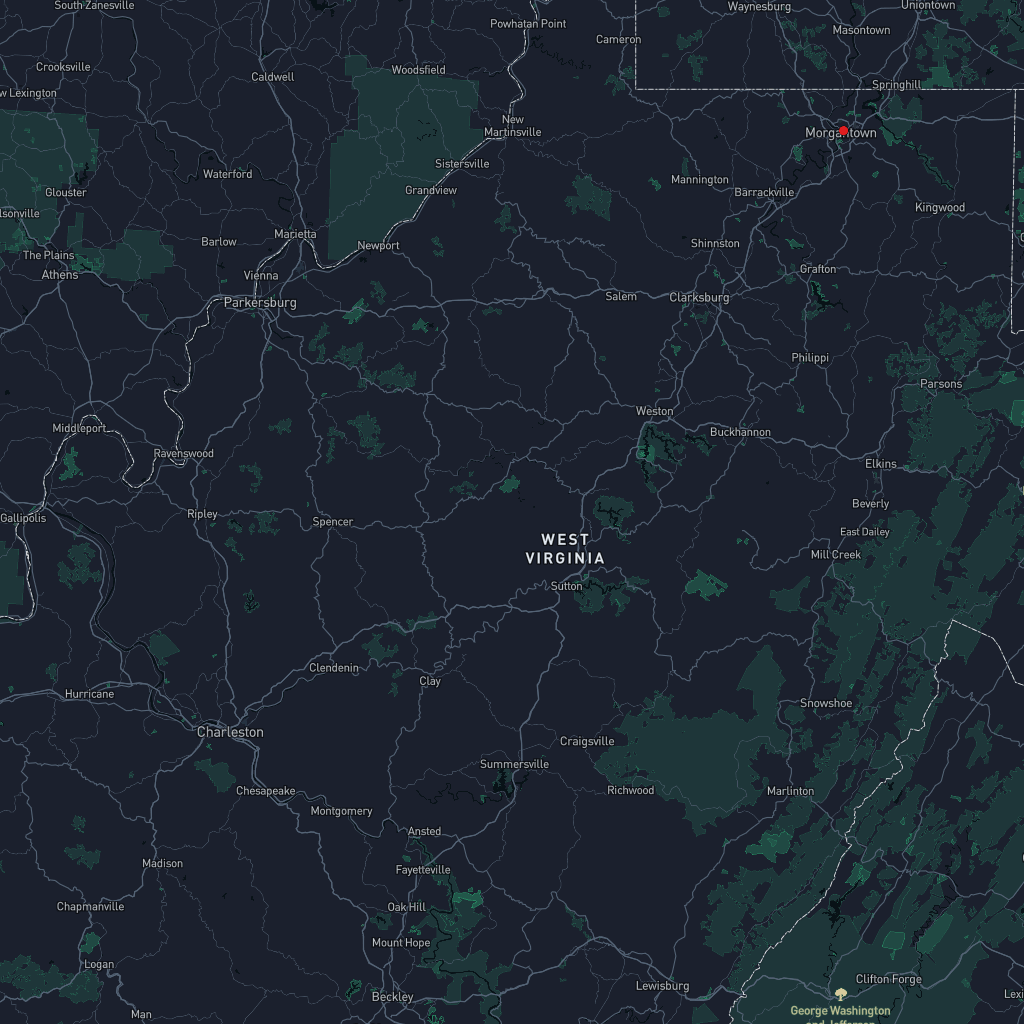 South Zanesville
Powhatan Point
Waynesburg
Uniontown
Masontown
Cameron
Crooksville
Caldwell
Woodsfield
Springhill
w Lexington
New
Martinsville
Morgantown
Sistersville
Waterford
Mannington
Glouster
Grandview
Barrackville
Kingwood
lsonville
Marietta
Barlow
Newport
Shinnston
The Plains
Athens
Vienna
Grafton
Parkersburg
Salem
Clarksburg
Philippi
Parsons
Weston
Middleport
Buckhannon
Ravenswood
Elkins
Beverly
Gallipolis
Ripley
Spencer
East Dailey
WEST
VIRGINIA
Mill Creek
Sutton
Clendenin
Clay
Hurricane
Snowshoe
Charleston
Craigsville
Summersville
Chesapeake
Richwood
Marlinton
Montgomery
Ansted
Madison
Fayetteville
Chapmanville
Oak Hill
Mount Hope
Logan
Clifton Forge
Lewisburg
Beckley
Lexi
Man
George Washington
and Jefferson